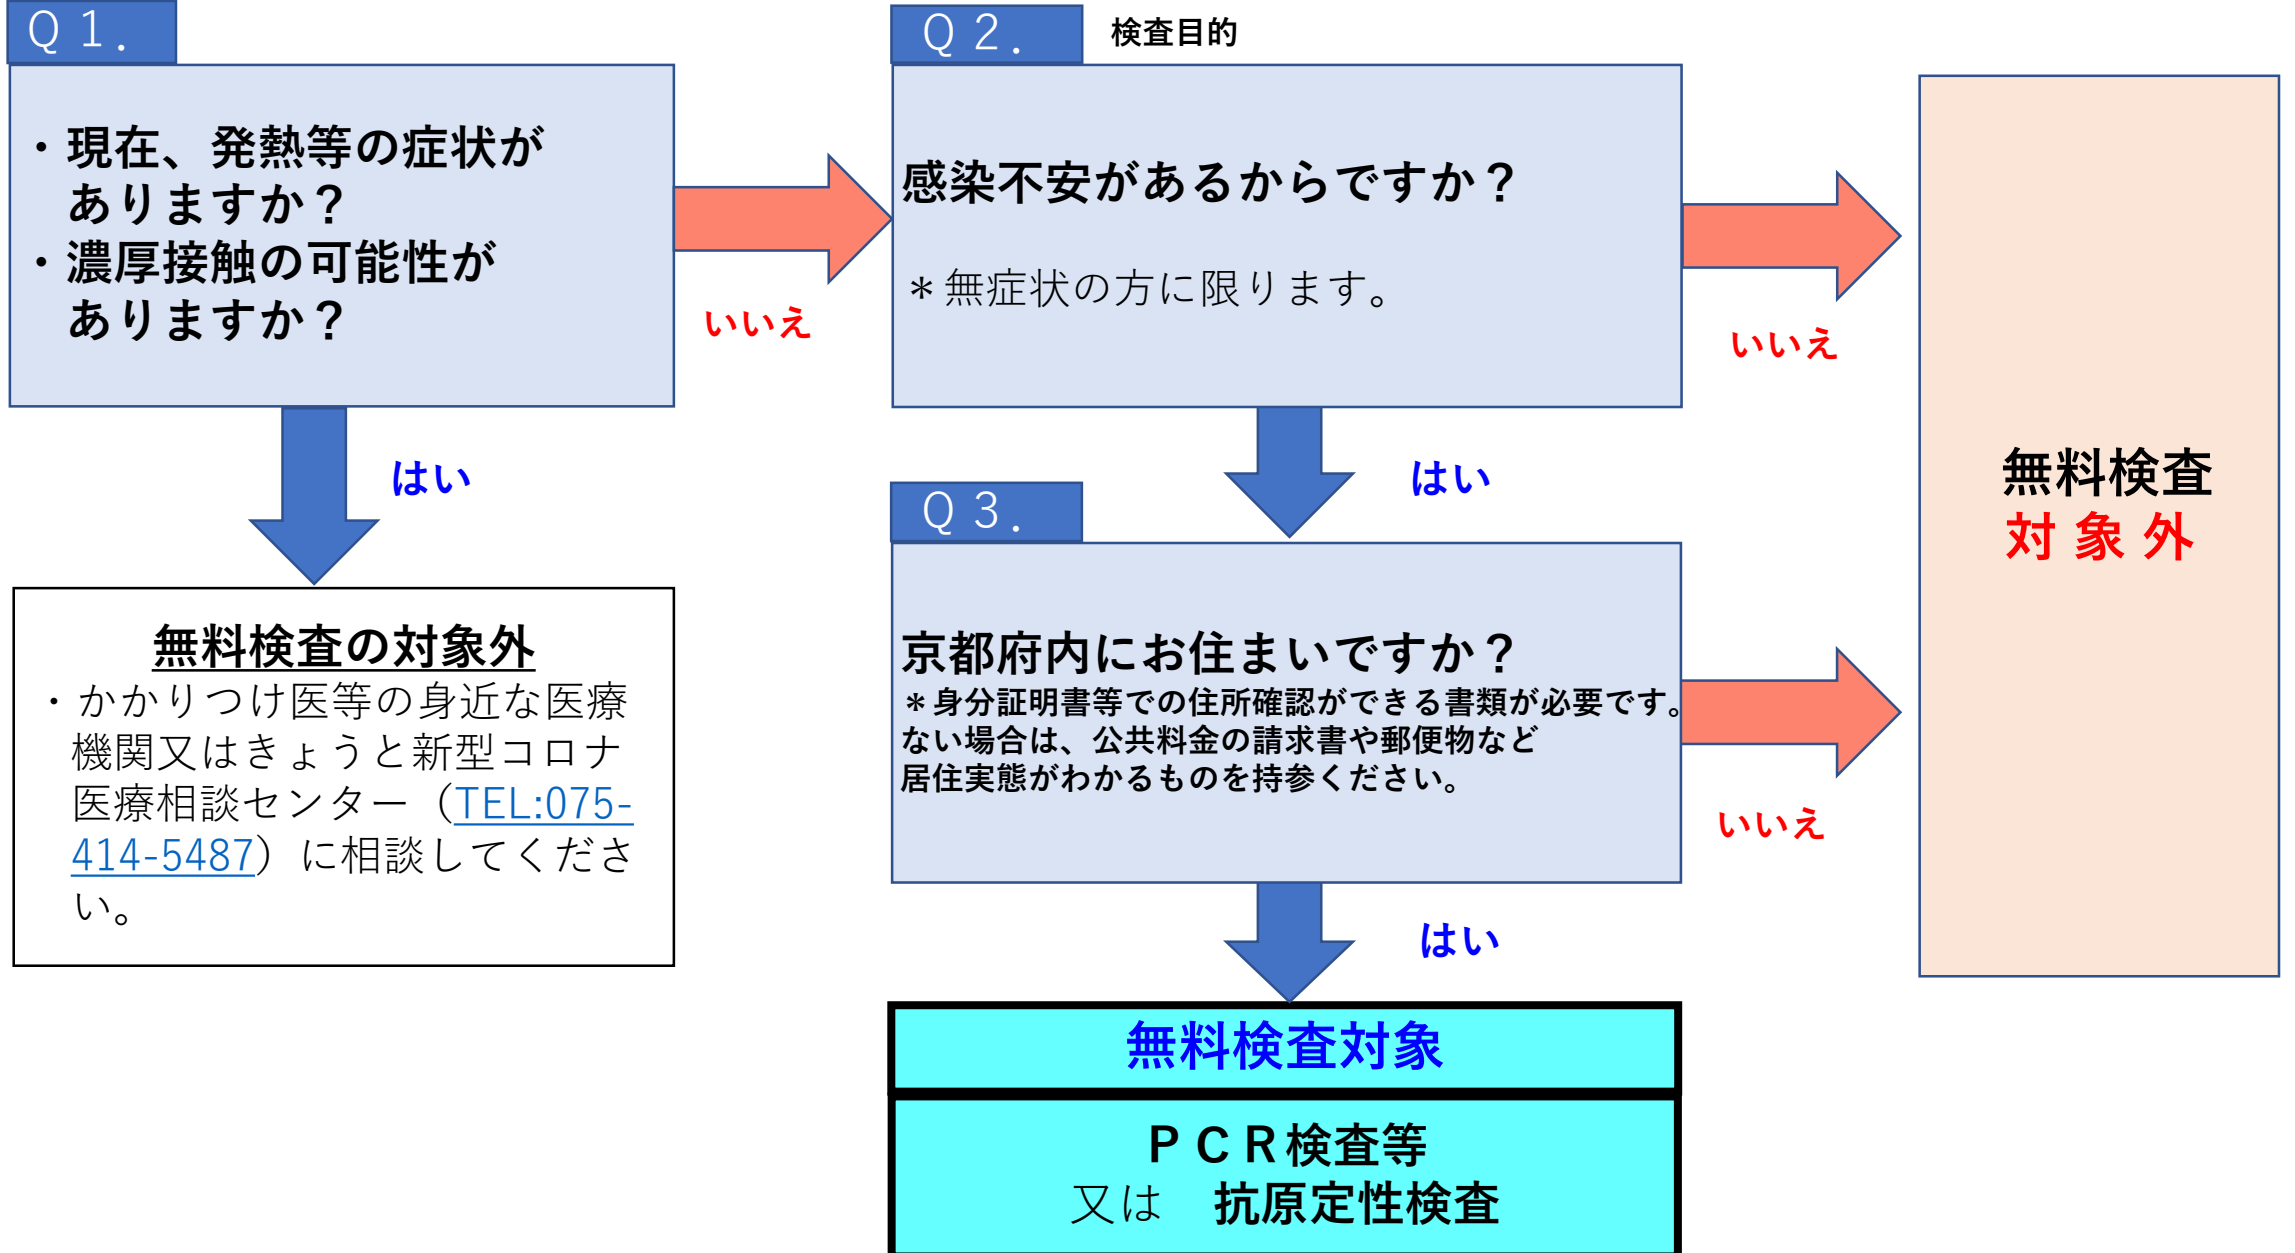 Ｑ１．
・現在、発熱等の症状が
ありますか？
・濃厚接触の可能性が
ありますか？
いいえ
はい
無料検査の対象外
・かかりつけ医等の身近な医療
機関又はきょうと新型コロナ
医療相談センター（TEL:075-
414-5487）に相談してくださ
い。
Ｑ２．
検査目的
感染不安があるからですか？
＊無症状の方に限ります。
いいえ
はい
Ｑ３．
京都府内にお住まいですか？
＊身分証明書等での住所確認ができる書類が必要です。
ない場合は、公共料金の請求書や郵便物など
居住実態がわかるものを持参ください。
いいえ
はい
無料検査対象
ＰＣＲ検査等
又は　抗原定性検査
無料検査
対 象 外